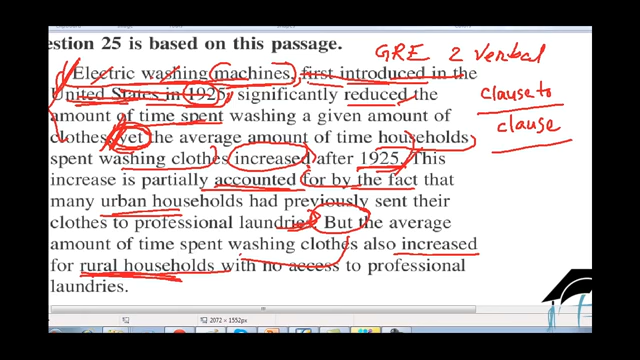 estion 25 is based on this passage.
GRE 2 Verbal
Electric washing machines, first introduced in the
United States in 1925, significantly reduced the
clause to
amount of time spent washing a given amount of
clothes, yet the average amount of time households
clause
spent washing clothes increased after 1925. This
increase is partially accounted for by the fact that
many urban households had previously sent their
clothes to professional laundries. But the average
amount of time spent washing clothes also increased
for rural households with no access to professional
laundries.
2072 × 1552px